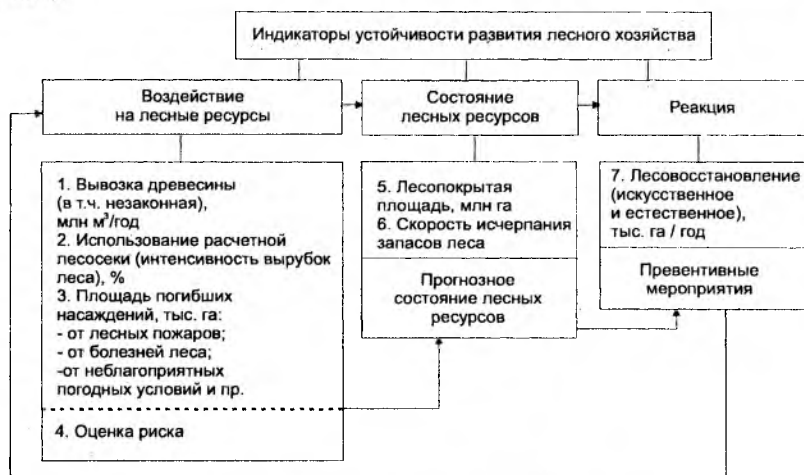 Индикаторы устойчивости развития лесного хозяйства
Воздействие
на лесные ресурсы
Состояние
лесных ресурсов
Реакция
1. Вывозка древесины
(в т.ч. незаконная),
млн м³/год
2. Использование расчетной
лесосеки (интенсивность вырубок
леса), %
3. Площадь погибших
насаждений, тыс. га:
- от лесных пожаров;
- от болезней леса;
-от неблагоприятных
погодных условий и пр.
4. Оценка риска
5. Лесопокрытая
площадь, млн га
6. Скорость исчерпания
запасов леса
Прогнозное
состояние лесных
ресурсов
7. Лесовосстановление
(искусственное
и естественное),
тыс. га / год
Превентивные
мероприятия